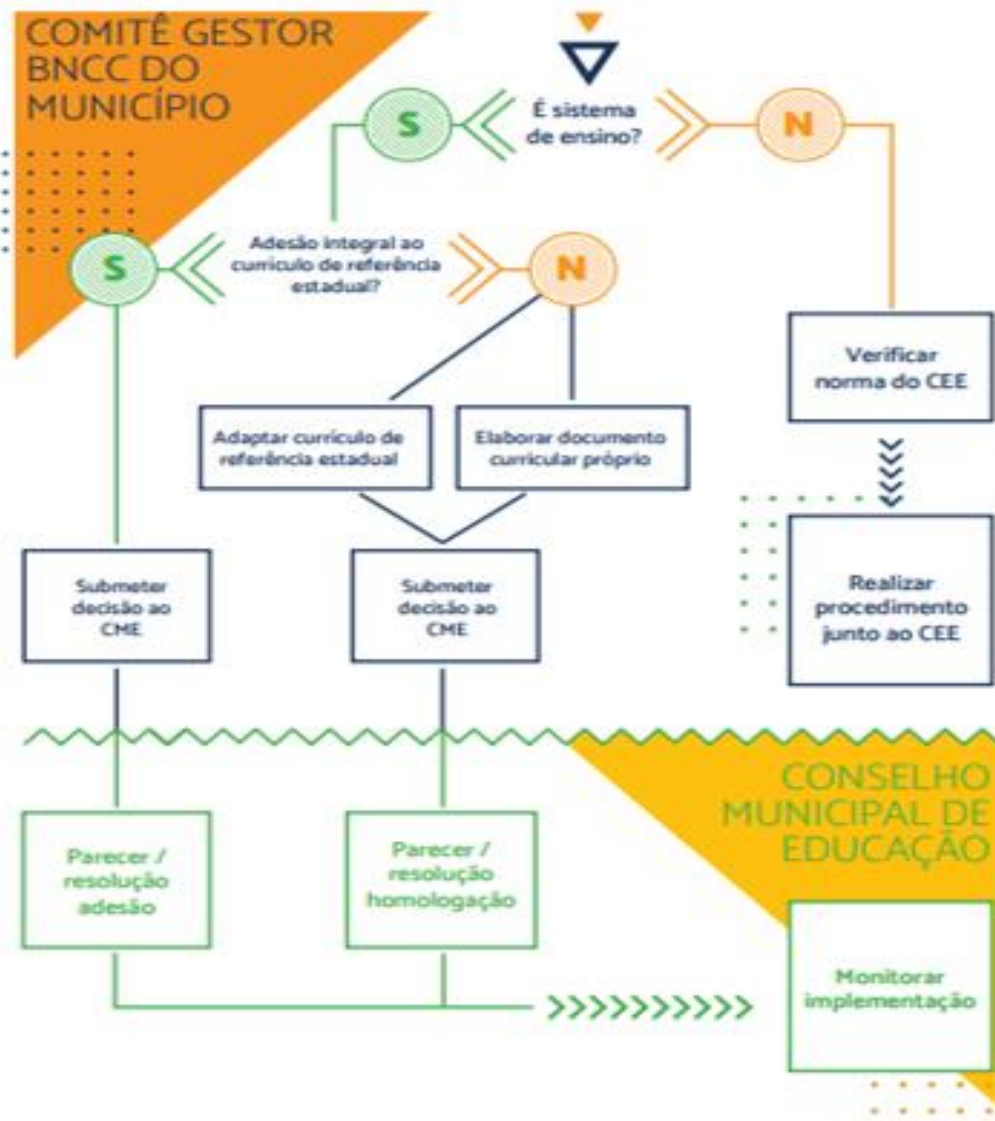 COMITÊ GESTOR
BNCC DO
MUNICÍPIO
É sistema
de ensino?
S
N
Adesão integral ao
currículo de referência
estadual?
S
N
Verificar
norma do CEE
Adaptar currículo de
referência estadual
Elaborar documento
curricular próprio
Submeter
decisão ao
CME
Submeter
decisão ao
CME
Realizar
procedimento
junto ao CEE
CONSELHO
MUNICIPAL DE
EDUCAÇÃO
Parecer /
resolução
adesão
Parecer /
resolução
homologação
Monitorar
implementação